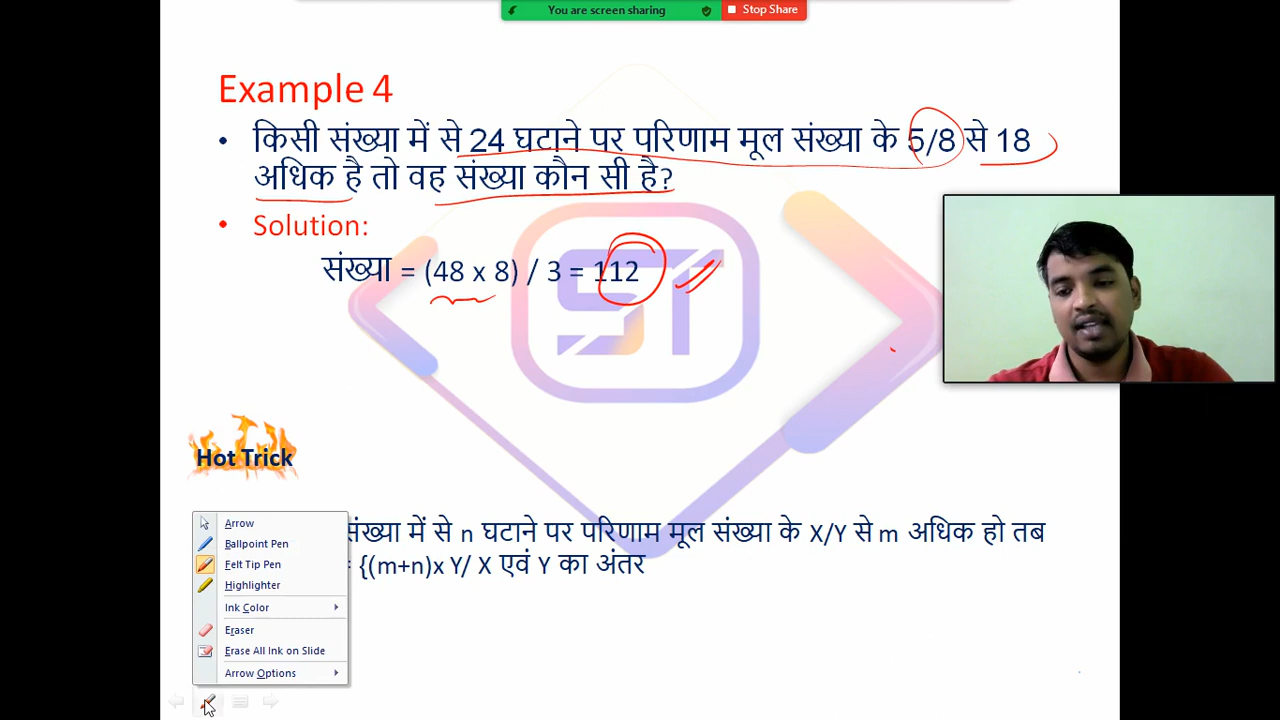 You are screen sharing
Stop Share
Example 4
• किसी संख्या में से 24 घटाने पर परिणाम मूल संख्या के 5/8 से 18
अधिक है तो वह संख्या कौन सी है?
• Solution:
संख्या = (48 x 8) / 3 = 112
ST
Hot Trick
संख्या में से n घटाने पर परिणाम मूल संख्या के X/Y से m अधिक हो तब
= {(m+n)x Y/ X एवं Y का अंतर
Arrow
Ballpoint Pen
Felt Tip Pen
Highlighter
Ink Color
Eraser
Erase All Ink on Slide
Arrow Options